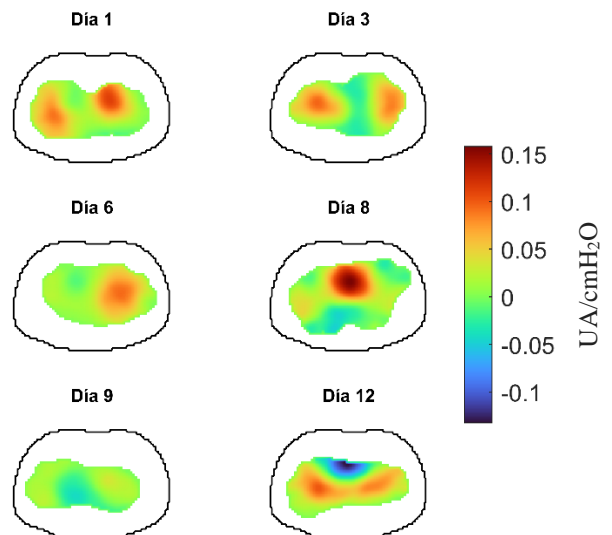 Día 1
Día 3
Día 6
Día 8
Día 9
Día 12
0.15
0.1
0.05
0
-0.05
-0.1
UA/cmH₂O